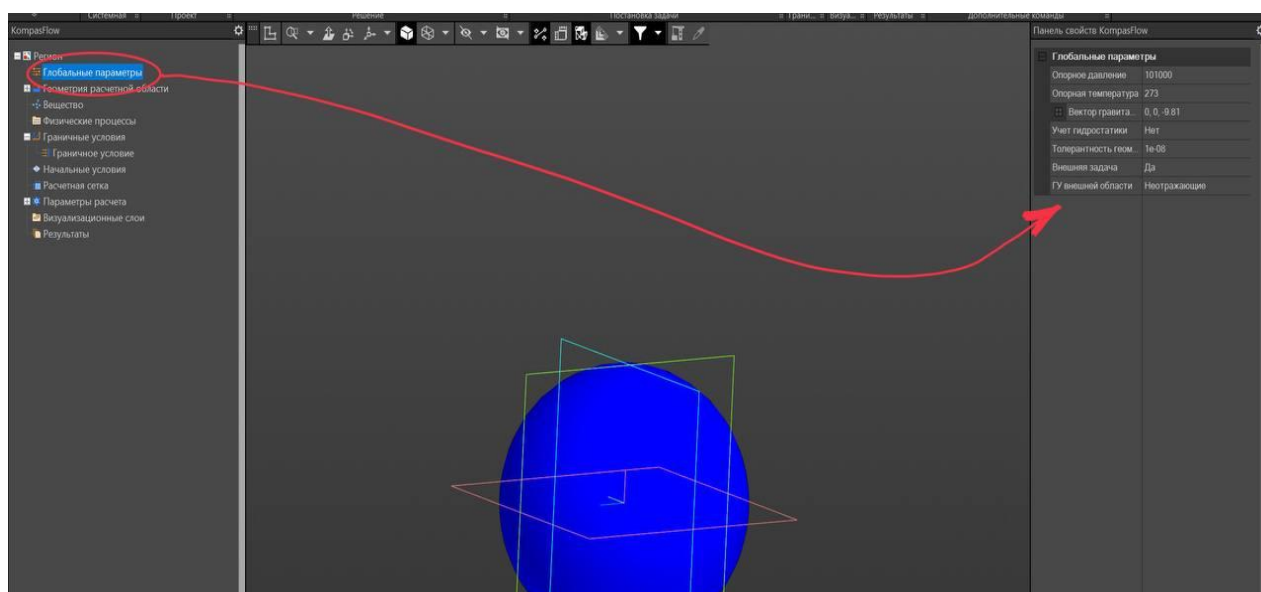 Системная
Проект
Решение
Постановка задачи
Грани...
Визуа...
Результаты
Дополнительные команды
KompasFlow
Регион
Глобальные параметры
Геометрия расчетной области
Вещество
Физические процессы
Граничные условия
Граничное условие
Начальные условия
Расчетная сетка
Параметры расчета
Визуализационные слои
Результаты
Панель свойств KompasFlow
Глобальные параметры
Опорное давление 101000
Опорная температура 273
Вектор гравита... 0, 0, -9.81
Учет гидростатики Нет
Толерантность геом... 1e-08
Внешняя задача Да
ГУ внешней области Неотражающие